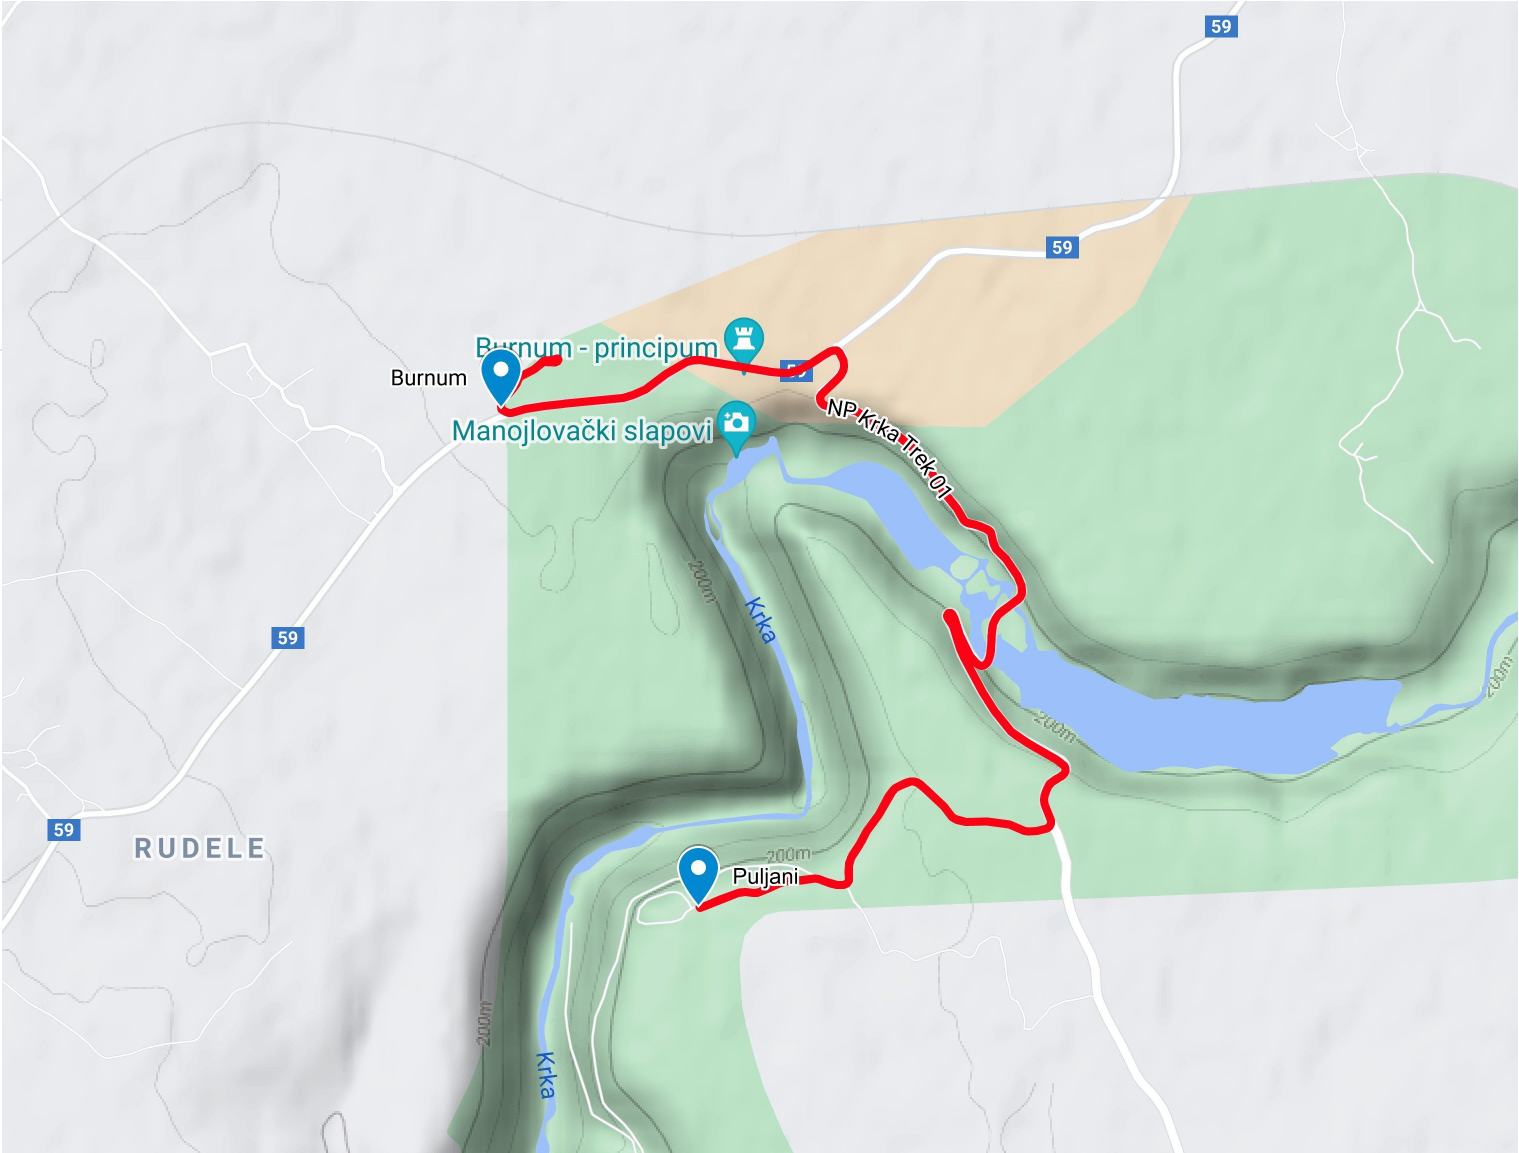 59
59
Burnum - principum
59
Burnum
NP Krka Trek 01
Manojlovački slapovi
200m
Krka
59
200m
200m
59
RUDELE
200m
Puljani
200m
Krka